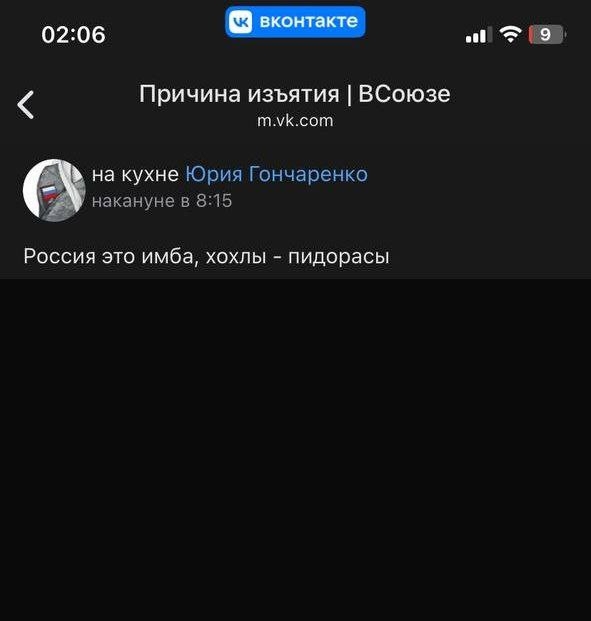 02:06
вконтакте
9
Причина изъятия | ВСоюзе
m.vk.com
на кухне Юрия Гончаренко
накануне в 8:15
Россия это имба, хохлы - пидорасы